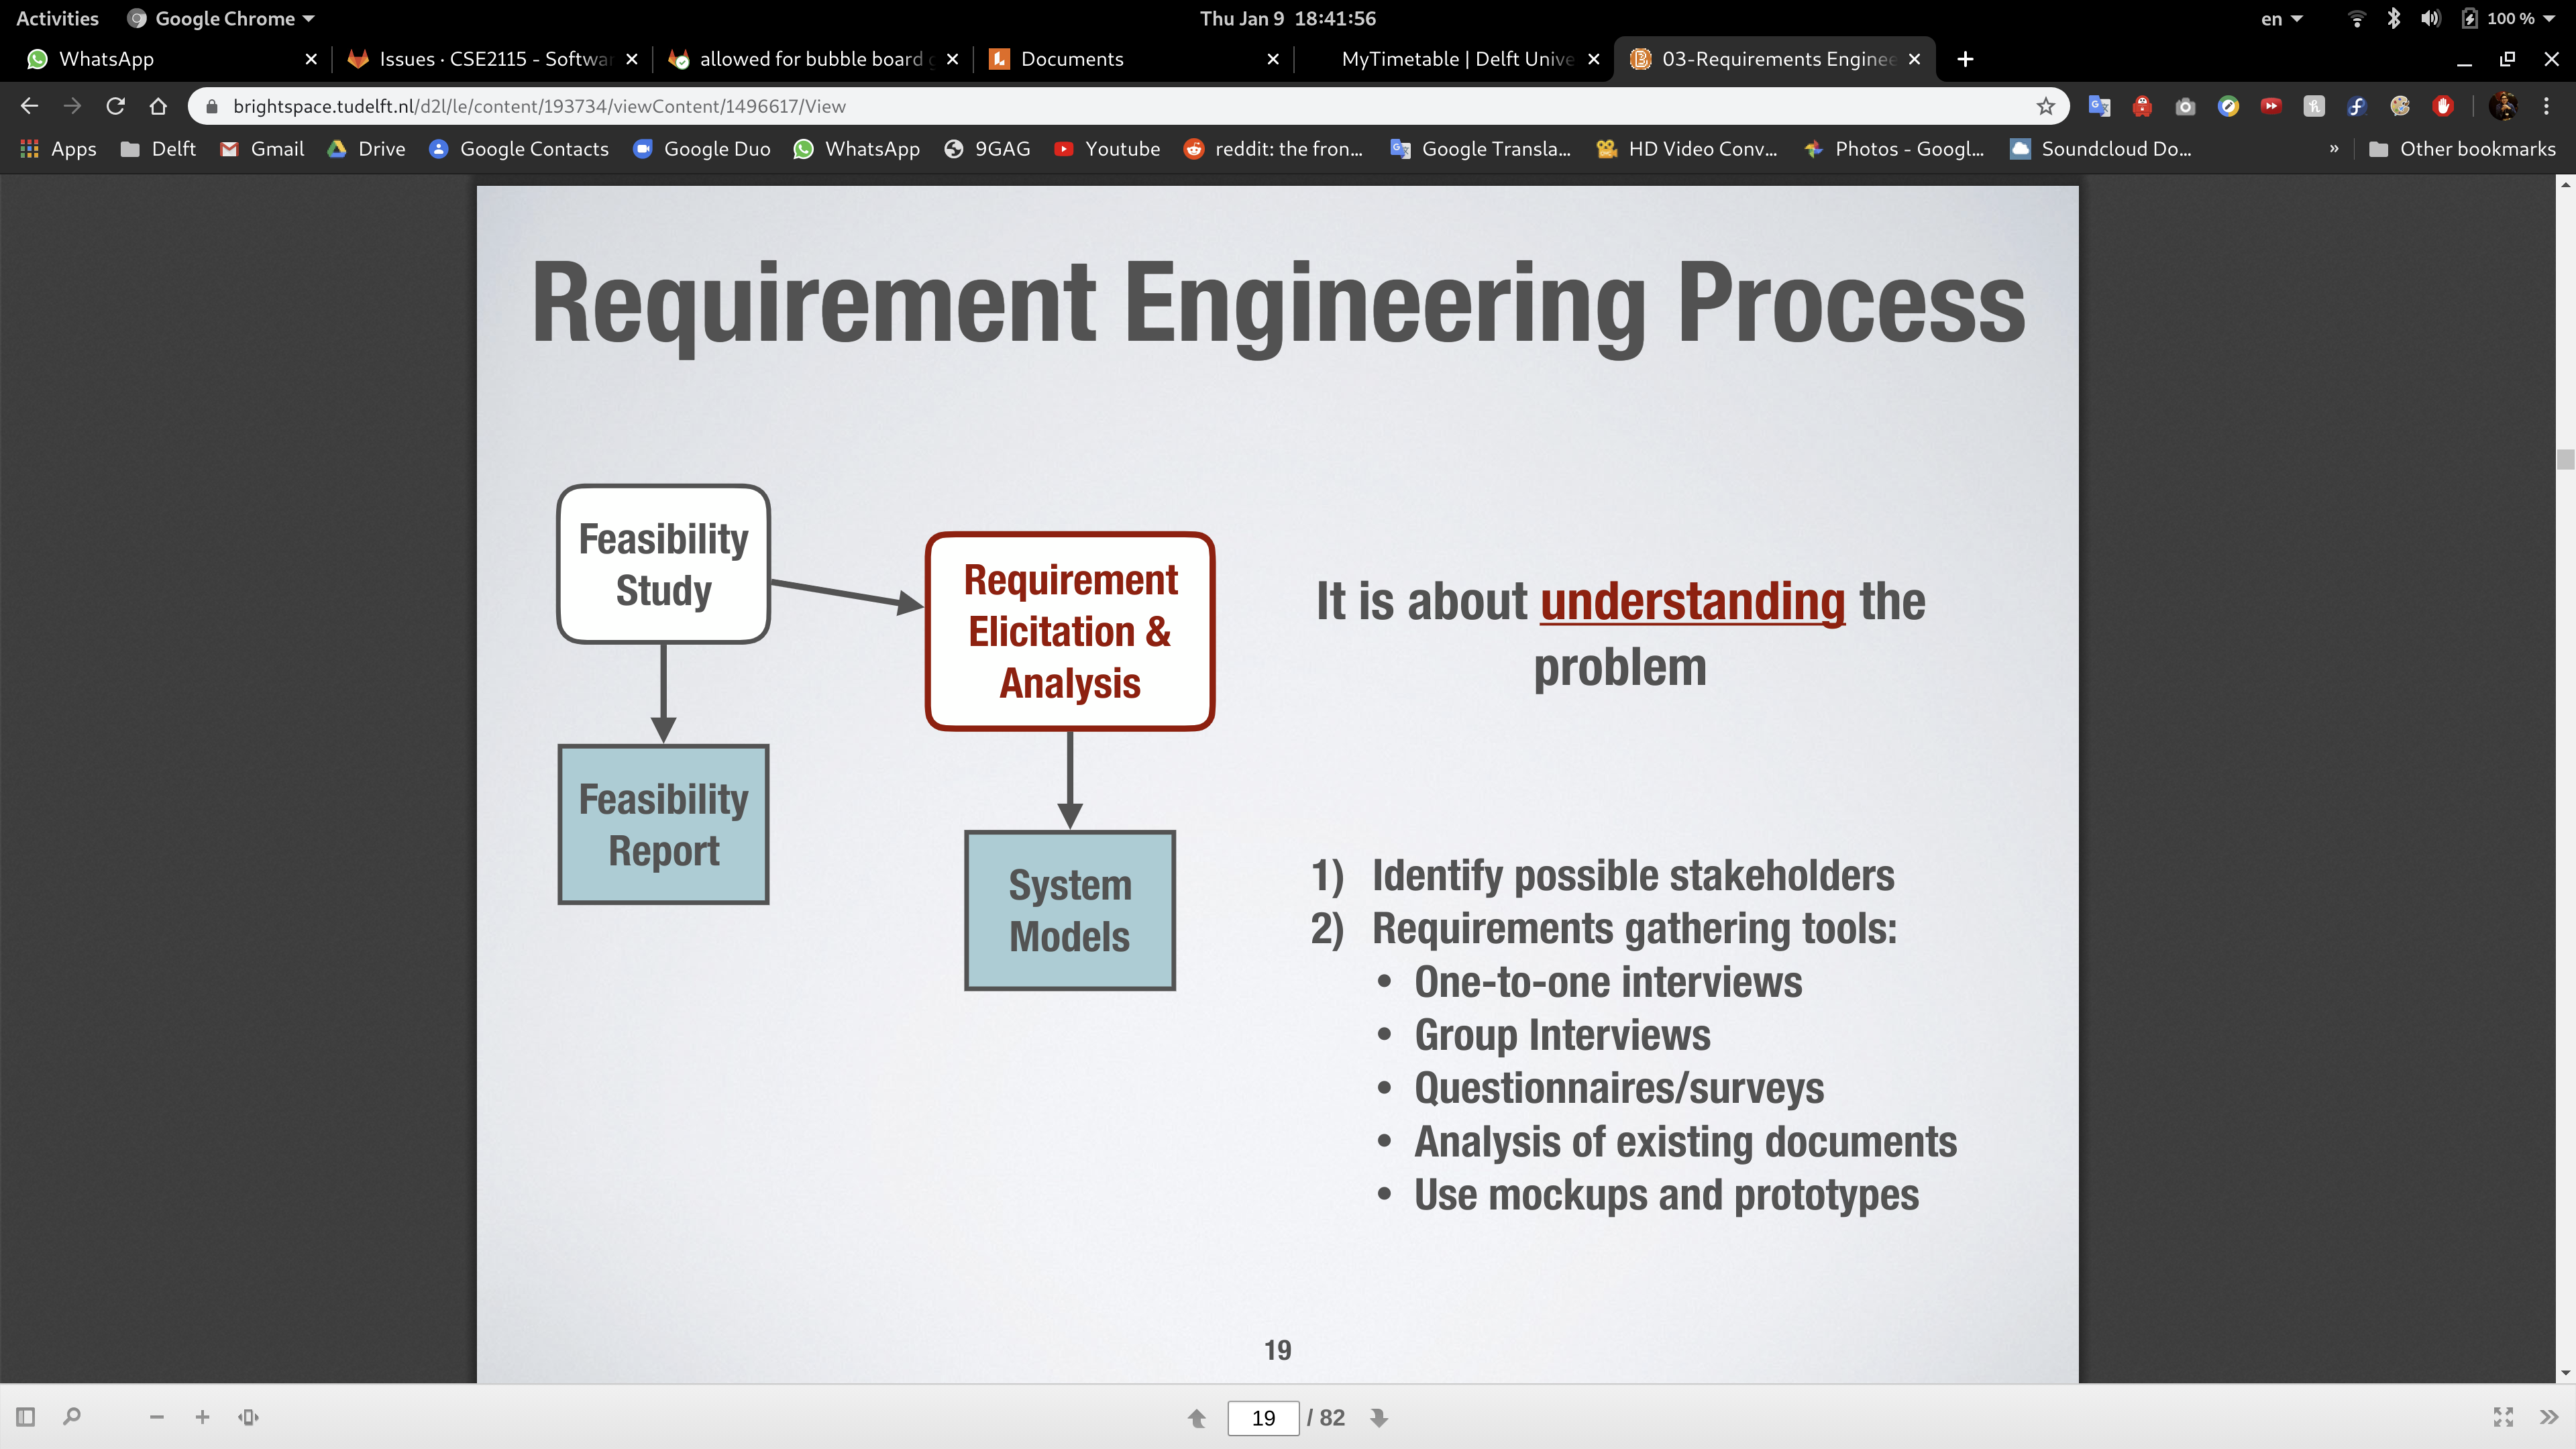 Activities Google Chrome Thu Jan 9 18:41:56 en 100 %
WhatsApp Issues · CSE2115 - Softwar allowed for bubble board Documents MyTimetable | Delft Unive 03-Requirements Enginee
brightspace.tudelft.nl/d2l/le/content/193734/viewContent/1496617/View
Apps Delft Gmail Drive Google Contacts Google Duo WhatsApp 9GAG Youtube reddit: the fron... Google Transla... HD Video Conv... Photos - Googl... Soundcloud Do... » Other bookmarks
Requirement Engineering Process
Feasibility
Study
Requirement
Elicitation &
Analysis
Feasibility
Report
System
Models
It is about understanding the
problem
1) Identify possible stakeholders
2) Requirements gathering tools:
• One-to-one interviews
• Group Interviews
• Questionnaires/surveys
• Analysis of existing documents
• Use mockups and prototypes
19
19 / 82